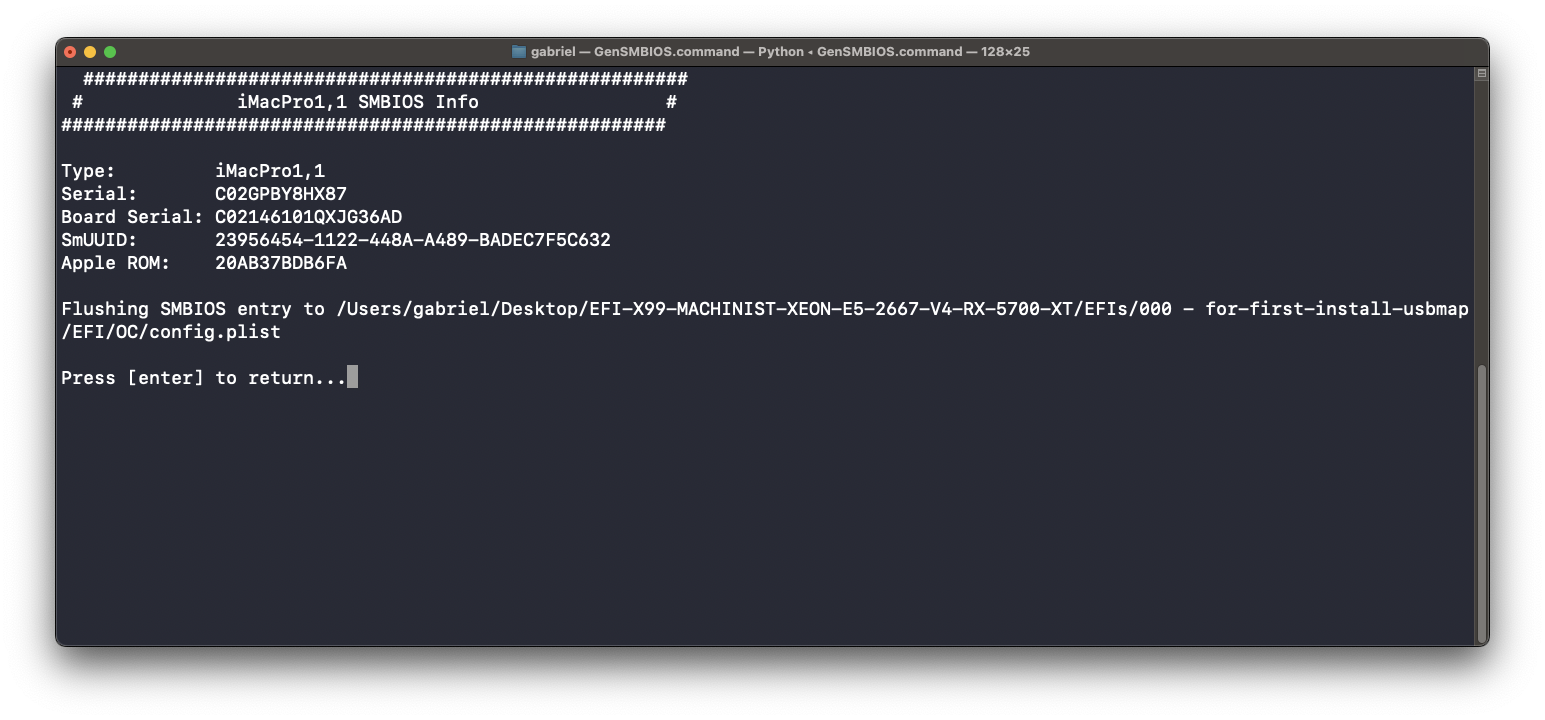 gabriel — GenSMBIOS.command — Python ◂ GenSMBIOS.command — 128×25
#######################################################
# iMacPro1,1 SMBIOS Info #
#######################################################
Type: iMacPro1,1
Serial: C02GPBY8HX87
Board Serial: C02146101QXJG36AD
SmUUID: 23956454-1122-448A-A489-BADEC7F5C632
Apple ROM: 20AB37BDB6FA
Flushing SMBIOS entry to /Users/gabriel/Desktop/EFI-X99-MACHINIST-XEON-E5-2667-V4-RX-5700-XT/EFIs/000 - for-first-install-usbmap
/EFI/OC/config.plist
Press [enter] to return...